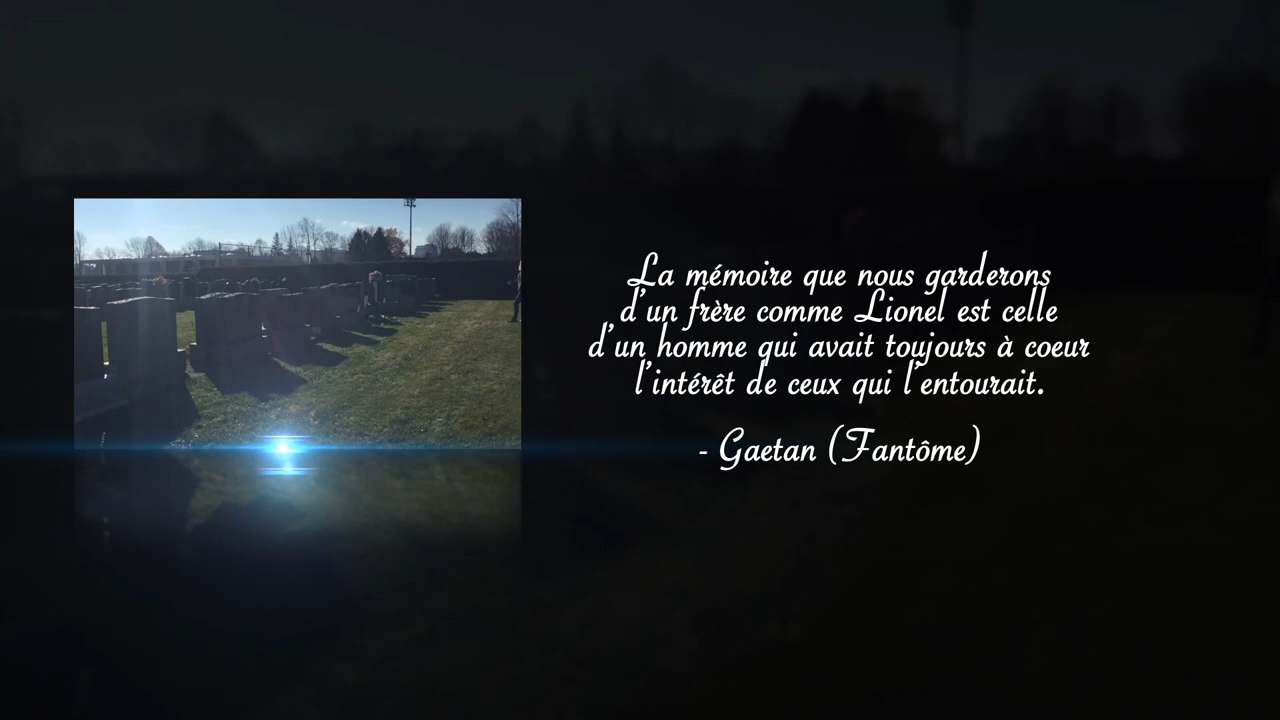 La mémoire que nous garderons
d'un frère comme Lionel est celle
d'un homme qui avait toujours à coeur
l'intérêt de ceux qui l'entourait.
- Gaetan (Fantôme)